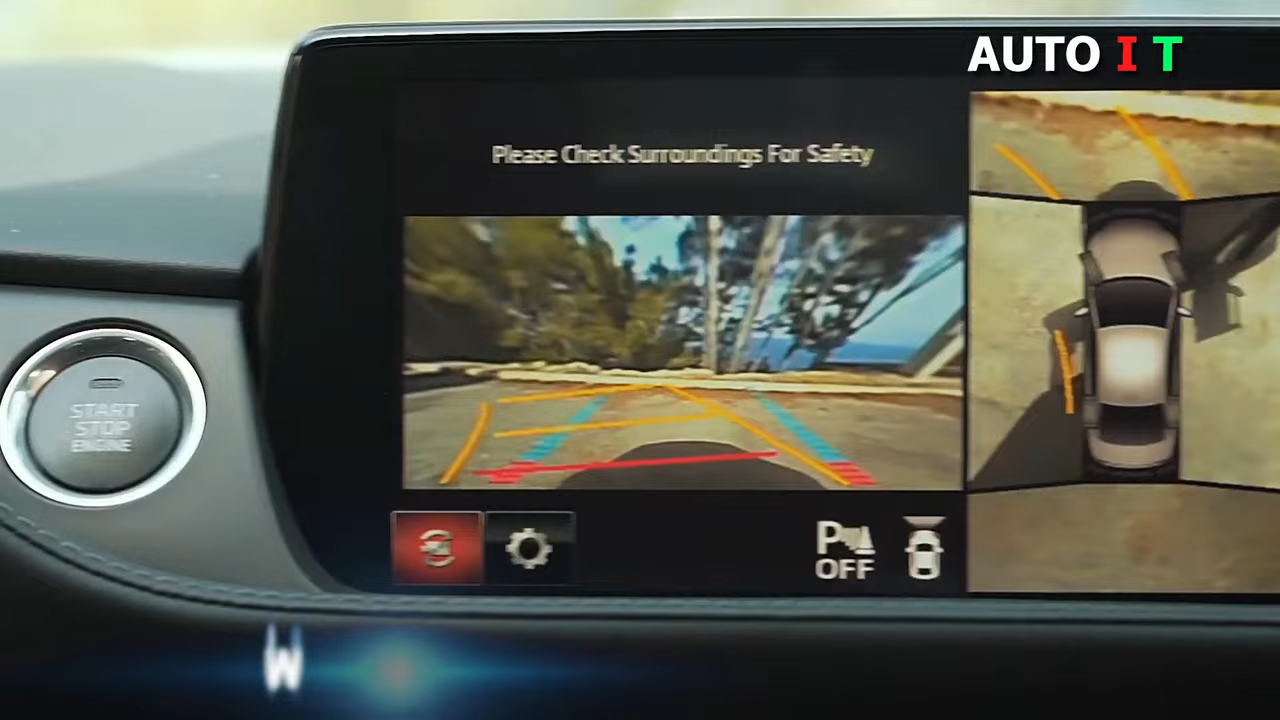 AUTO I T
Please Check Surroundings For Safety
START
STOP
ENGINE
P
OFF
W